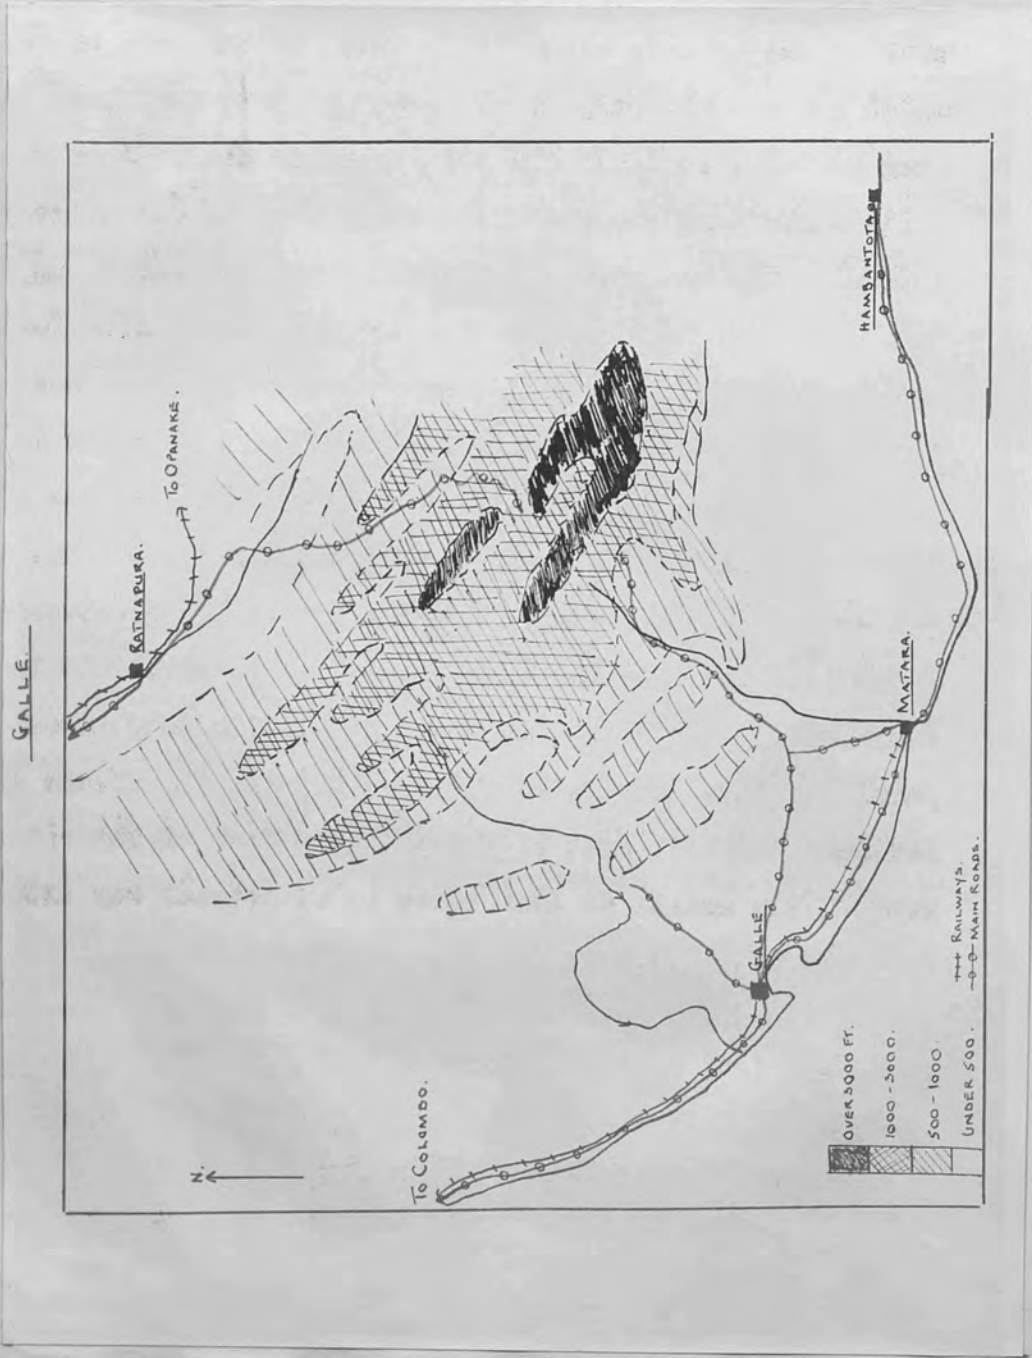 GALLE.
RATNAPURA.
TO OPANAKE.
HAMBANTOTA
MATARA.
GALLE
TO COLOMBO.
N.
OVER 3000 FT.
1000 - 3000.
500 - 1000.
UNDER 500.
RAILWAYS.
MAIN ROADS.